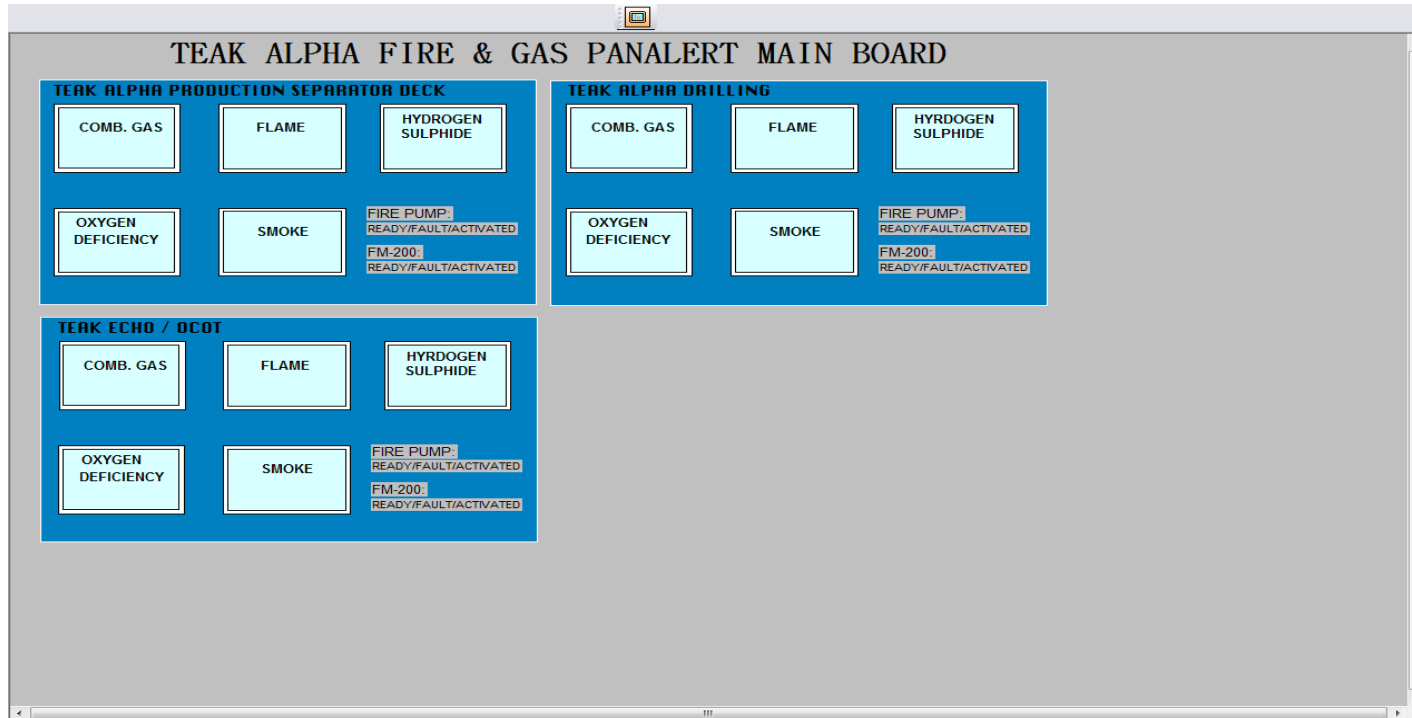 TEAK ALPHA FIRE & GAS PANALERT MAIN BOARD
TEAK ALPHA PRODUCTION SEPARATOR DECK
COMB. GAS
FLAME
HYDROGEN
SULPHIDE
OXYGEN
DEFICIENCY
SMOKE
FIRE PUMP:
READY/FAULT/ACTIVATED
FM-200:
READY/FAULT/ACTIVATED
TEAK ALPHA DRILLING
COMB. GAS
FLAME
HYRDOGEN
SULPHIDE
OXYGEN
DEFICIENCY
SMOKE
FIRE PUMP:
READY/FAULT/ACTIVATED
FM-200:
READY/FAULT/ACTIVATED
TEAK ECHO / OCOT
COMB. GAS
FLAME
HYRDOGEN
SULPHIDE
OXYGEN
DEFICIENCY
SMOKE
FIRE PUMP:
READY/FAULT/ACTIVATED
FM-200:
READY/FAULT/ACTIVATED